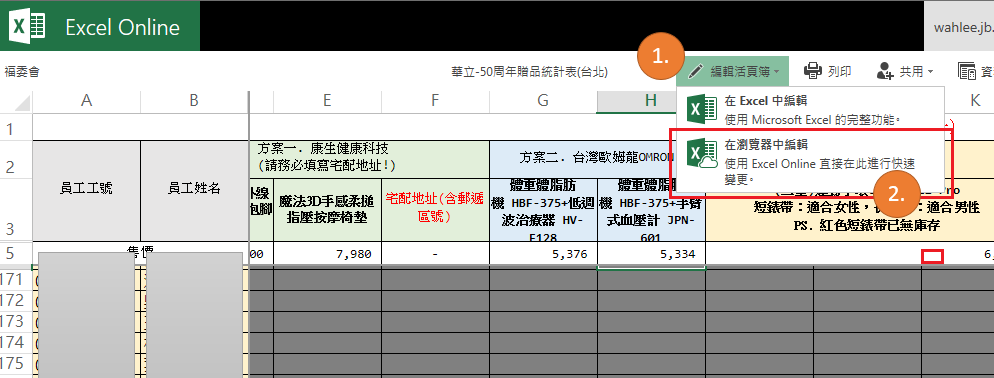 Excel Online
wahlee.jb.
1.
福委會
華立-50周年贈品統計表(台北)
編輯活頁簿
列印
共用
資
在 Excel 中編輯
使用 Microsoft Excel 的完整功能。
在瀏覽器中編輯
使用 Excel Online 直接在此進行快速
變更。
2.
A B E F G H K
1
2
方案一. 康生健康科技
(請務必填寫宅配地址!)
方案二. 台灣歐姆龍OMRON
3
員工工號
員工姓名
包腳
魔法3D手感柔搥
指壓按摩椅墊
宅配地址(含郵遞
區號)
體重體脂肪
機 HBF-375+低週
波治療器 HV-
F128
體重體脂肪
機 HBF-375+手臂
式血壓計 JPN-
601
短錶帶：適合女性，
：適合男性
PS. 紅色短錶帶已無庫存
5
售價
00
7,980
-
5,376
5,334
6,
171
172
173
174
175